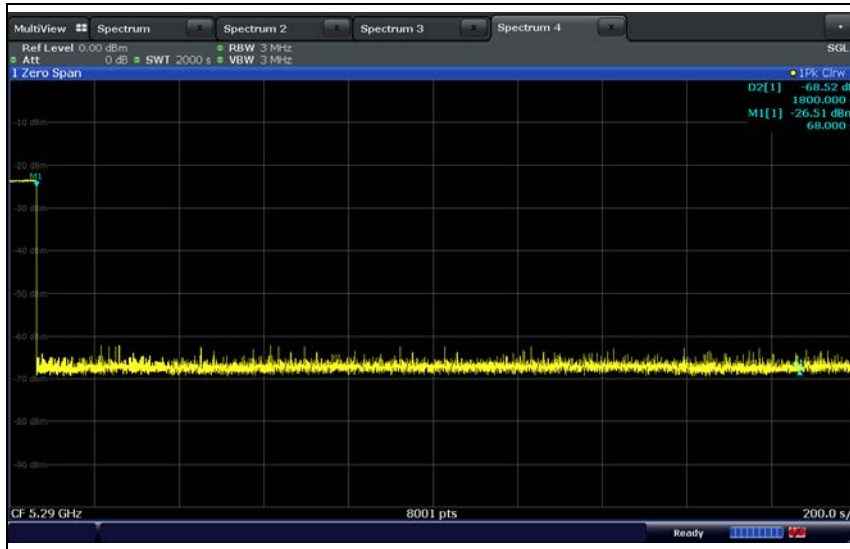 MultiView Spectrum x Spectrum 2 x Spectrum 3 x Spectrum 4 x
Ref Level 0.00 dBm RBW 3 MHz SGL
Att 0 dB SWT 2000 s VBW 3 MHz
1 Zero Span 1Pk Clrw
D2[1] -68.52 dB
1800.000
M1[1] -26.51 dBm
68.000
-10 dBm
-20 dBm
M1
-30 dBm
-40 dBm
-50 dBm
-60 dBm
-70 dBm
-80 dBm
-90 dBm
CF 5.29 GHz 8001 pts 200.0 s/
Ready